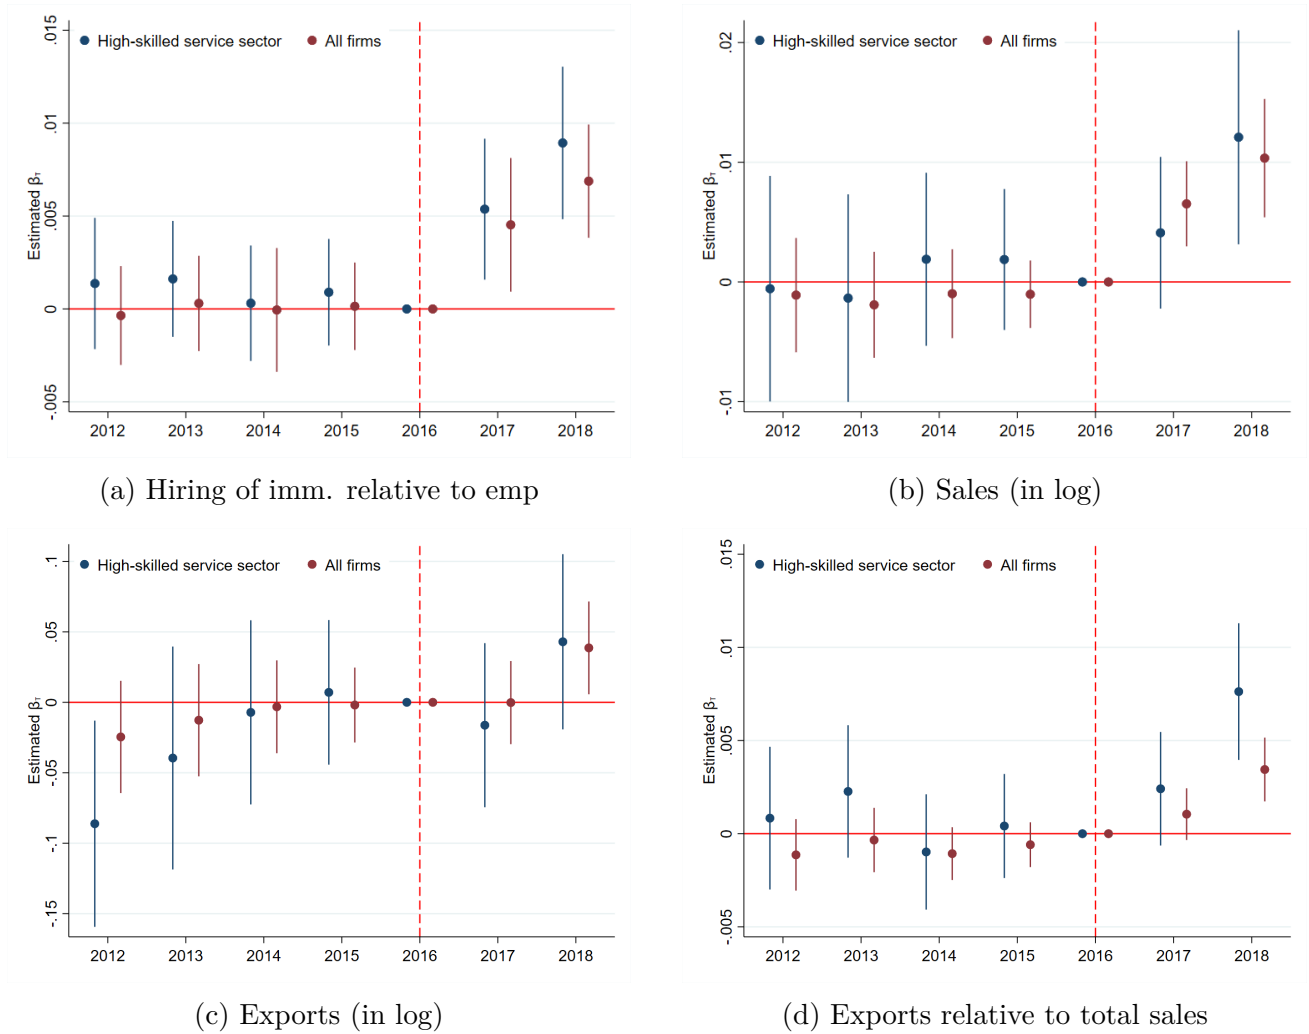 High-skilled service sector All firms
Estimated βτ
.015
.01
.005
0
-.005
2012 2013 2014 2015 2016 2017 2018
(a) Hiring of imm. relative to emp
High-skilled service sector All firms
Estimated βτ
.02
.01
0
-.01
2012 2013 2014 2015 2016 2017 2018
(b) Sales (in log)
High-skilled service sector All firms
Estimated βτ
.1
.05
0
-.05
-.1
-.15
2012 2013 2014 2015 2016 2017 2018
(c) Exports (in log)
High-skilled service sector All firms
Estimated βτ
.015
.01
.005
0
-.005
2012 2013 2014 2015 2016 2017 2018
(d) Exports relative to total sales